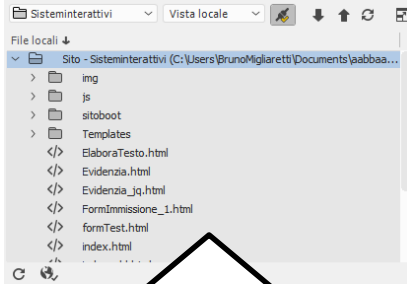 Sisteminterattivi Vista locale
File locali
Sito - Sisteminterattivi (C:\Users\BrunoMigliaretti\Documents\aabbaa...
img
js
sitoboot
Templates
ElaboraTesto.html
Evidenzia.html
Evidenzia_jq.html
FormImmissione_1.html
formTest.html
index.html